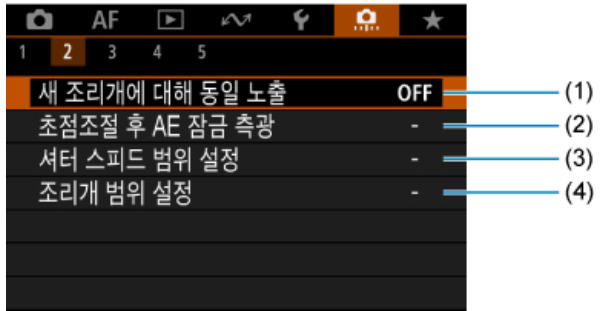 AF
1 2 3 4 5
새 조리개에 대해 동일 노출 OFF (1)
초점조절 후 AE 잠금 측광 - (2)
셔터 스피드 범위 설정 - (3)
조리개 범위 설정 - (4)